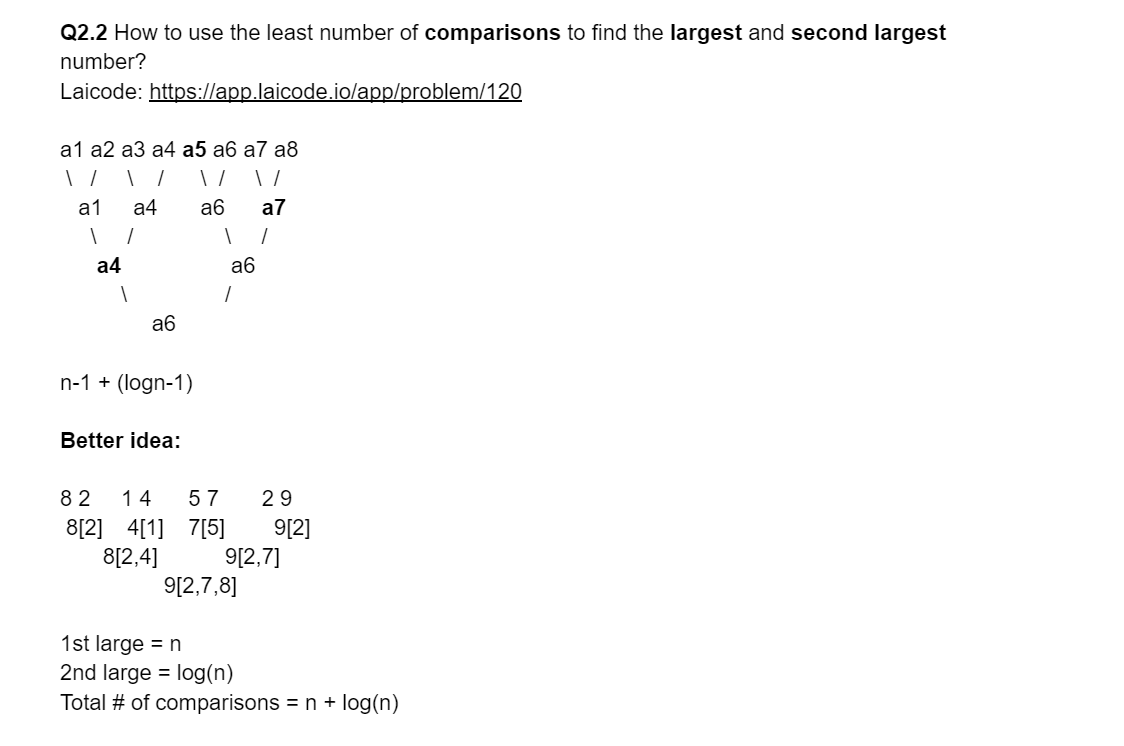 Q2.2 How to use the least number of comparisons to find the largest and second largest
number?
Laicode: https://app.laicode.io/app/problem/120
a1 a2 a3 a4 a5 a6 a7 a8
\ / \ / \ / \ /
a1 a4 a6 a7
\ / \ /
a4 a6
\ /
a6
n-1 + (logn-1)
Better idea:
8 2 1 4 5 7 2 9
8[2] 4[1] 7[5] 9[2]
8[2,4] 9[2,7]
9[2,7,8]
1st large = n
2nd large = log(n)
Total # of comparisons = n + log(n)